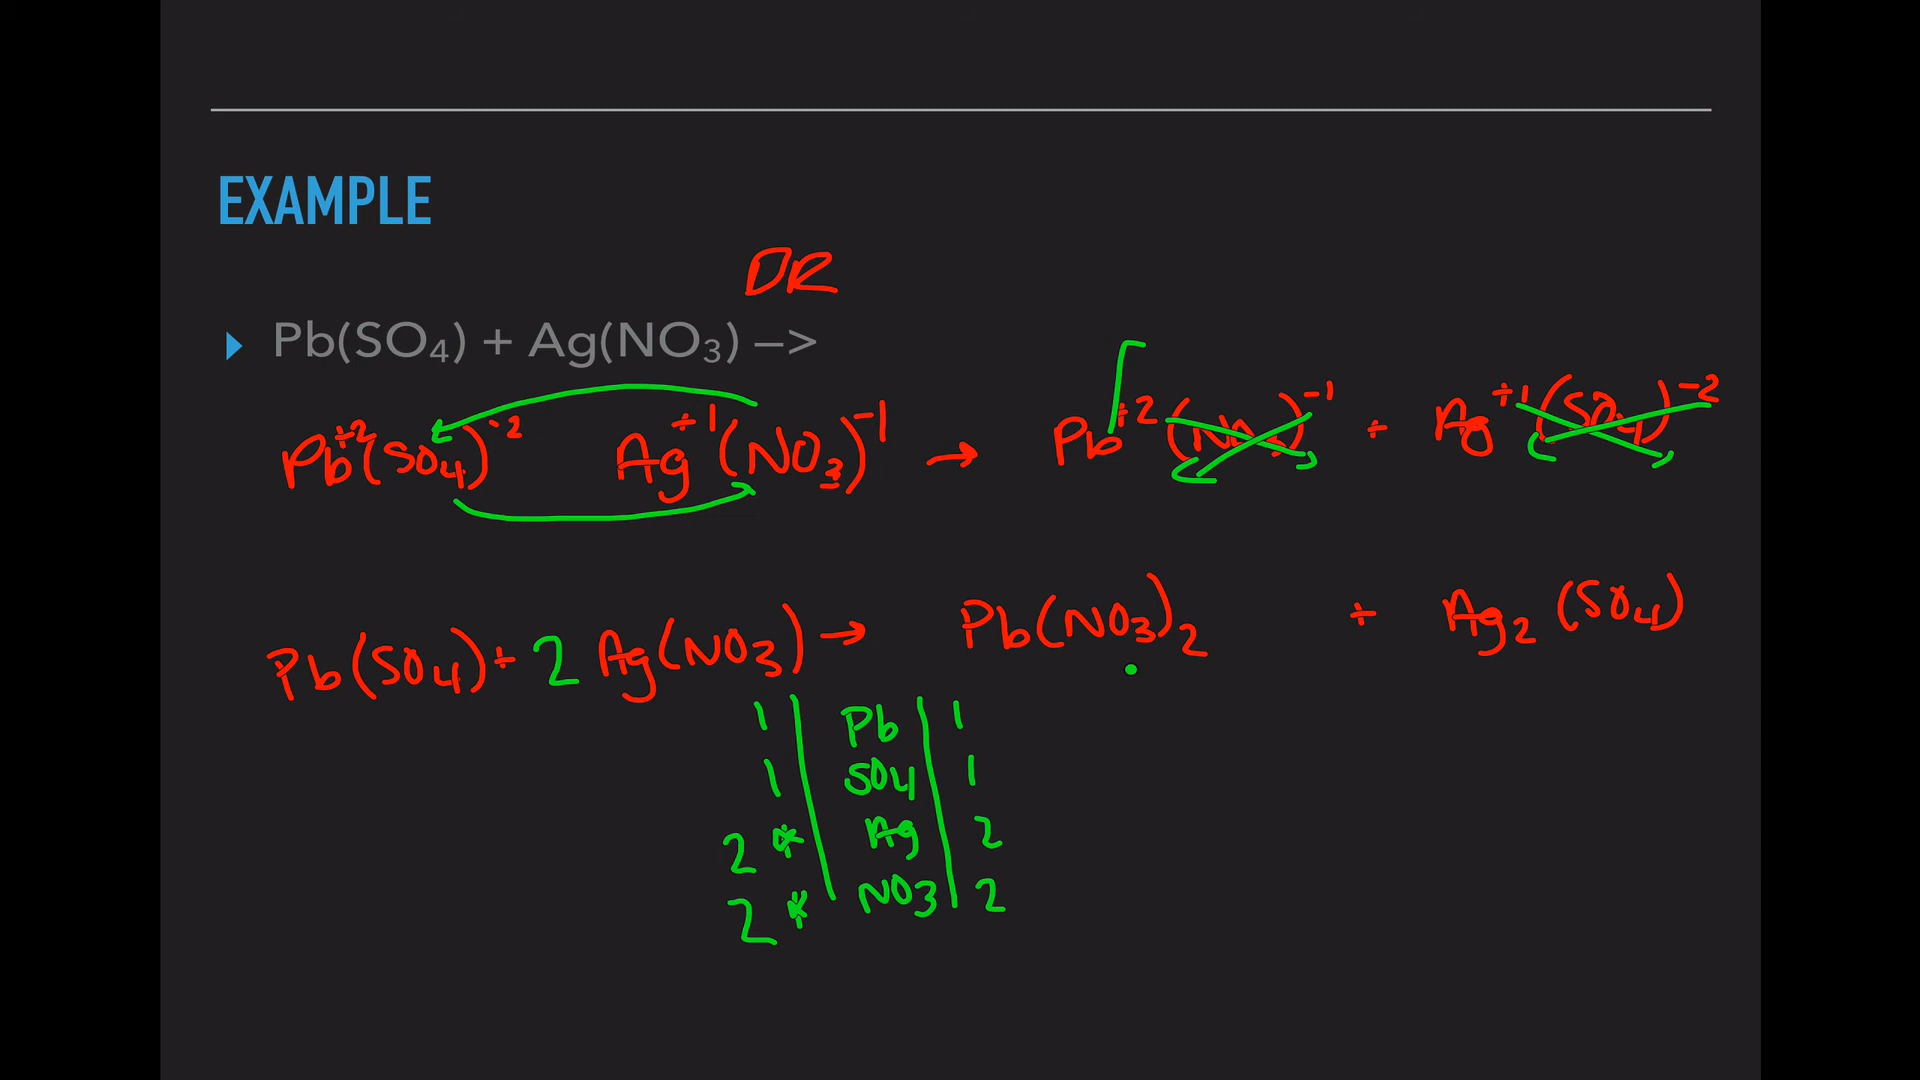 EXAMPLE
DR
Pb(SO₄) + Ag(NO₃) –>
Pb⁺²(SO₄)⁻² Ag⁺¹(NO₃)⁻¹ → Pb⁺²(NO₃)⁻¹ + Ag⁺¹(SO₄)⁻²
Pb(SO₄) + 2 Ag(NO₃) → Pb(NO₃)₂ + Ag₂(SO₄)
1 | Pb | 1
1 | SO₄ | 1
2 * | Ag | 2
2 * | NO₃ | 2